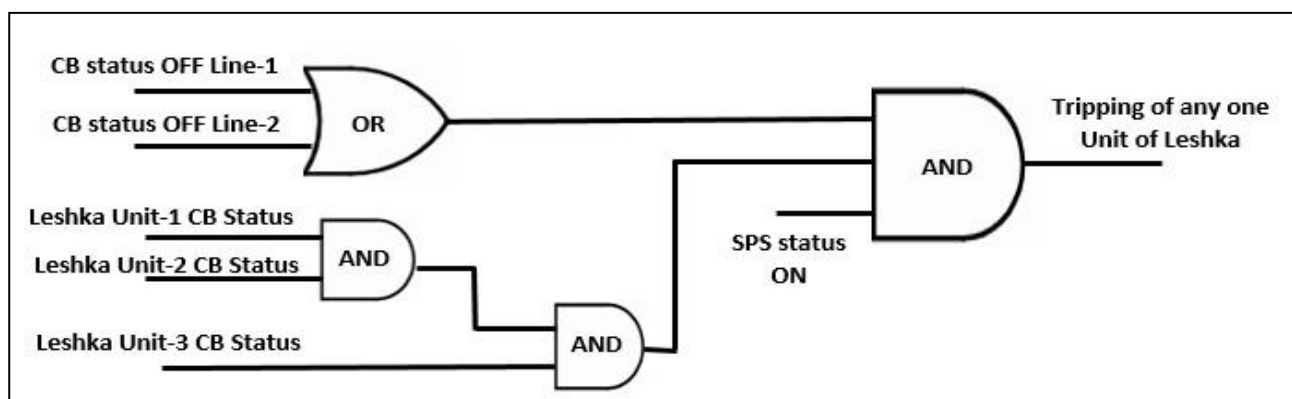 CB status OFF Line-1
CB status OFF Line-2
OR
Leshka Unit-1 CB Status
Leshka Unit-2 CB Status
AND
Leshka Unit-3 CB Status
AND
SPS status
ON
AND
Tripping of any one
Unit of Leshka